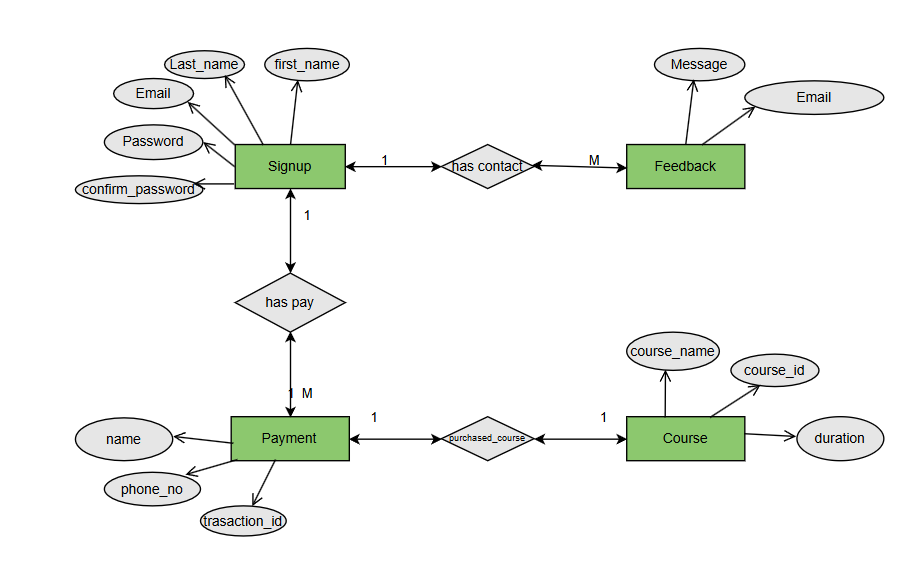 Last_name
first_name
Message
Email
Email
Password
Signup
1
has contact
M
Feedback
confirm_password
1
has pay
course_name
course_id
1 M
1
1
name
Payment
purchased_course
Course
duration
phone_no
trasaction_id